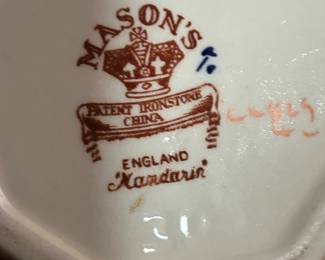 MASON'S
PATENT IRONSTONE
CHINA
ENGLAND
"Mandarin"